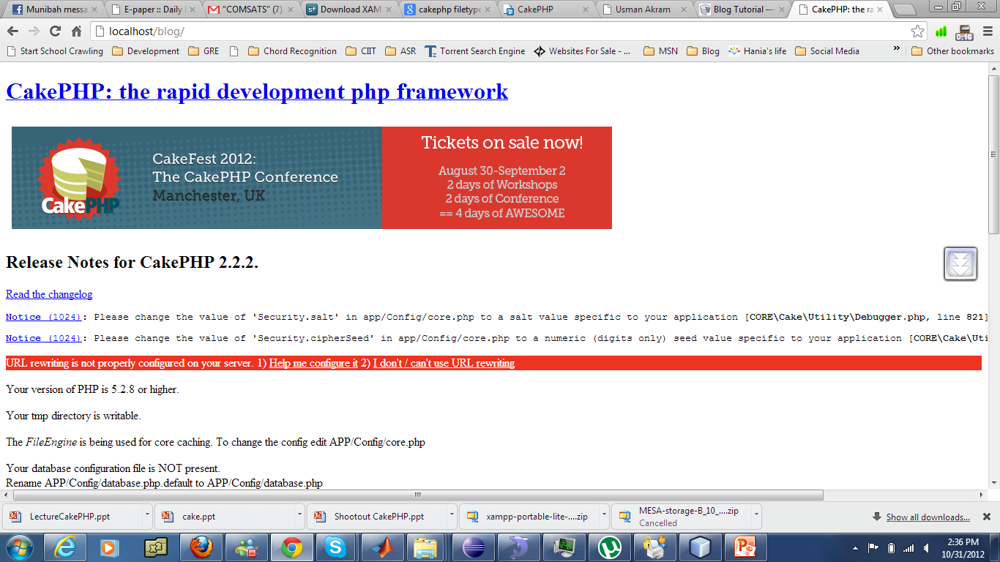 Munibah messa
E-paper :: Daily
"COMSATS" (7)
Download XAM
cakephp filetype
CakePHP
Usman Akram
Blog Tutorial —
CakePHP: the ra
localhost/blog/
0:16
Start School Crawling
Development
GRE
Chord Recognition
CIIT
ASR
Torrent Search Engine
Websites For Sale - ...
MSN
Blog
Hania's life
Social Media
»
Other bookmarks
CakePHP: the rapid development php framework
CakePHP
CakeFest 2012:
The CakePHP Conference
Manchester, UK
Tickets on sale now!
August 30-September 2
2 days of Workshops
2 days of Conference
== 4 days of AWESOME
Release Notes for CakePHP 2.2.2.
Read the changelog
Notice (1024): Please change the value of 'Security.salt' in app/Config/core.php to a salt value specific to your application [CORE\Cake\Utility\Debugger.php, line 821]
Notice (1024): Please change the value of 'Security.cipherSeed' in app/Config/core.php to a numeric (digits only) seed value specific to your application [CORE\Cake\Uti
URL rewriting is not properly configured on your server. 1) Help me configure it 2) I don't / can't use URL rewriting
Your version of PHP is 5.2.8 or higher.
Your tmp directory is writable.
The FileEngine is being used for core caching. To change the config edit APP/Config/core.php
Your database configuration file is NOT present.
Rename APP/Config/database.php.default to APP/Config/database.php
LectureCakePHP.ppt
cake.ppt
Shootout CakePHP.ppt
xampp-portable-lite-....zip
MESA-storage-B_10_....zip
Cancelled
Show all downloads...
2:36 PM
10/31/2012